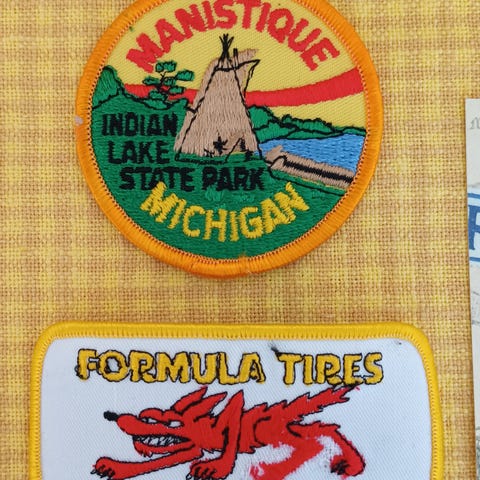 MANISTIQUE
INDIAN
LAKE
STATE PARK
MICHIGAN
FORMULA TIRES